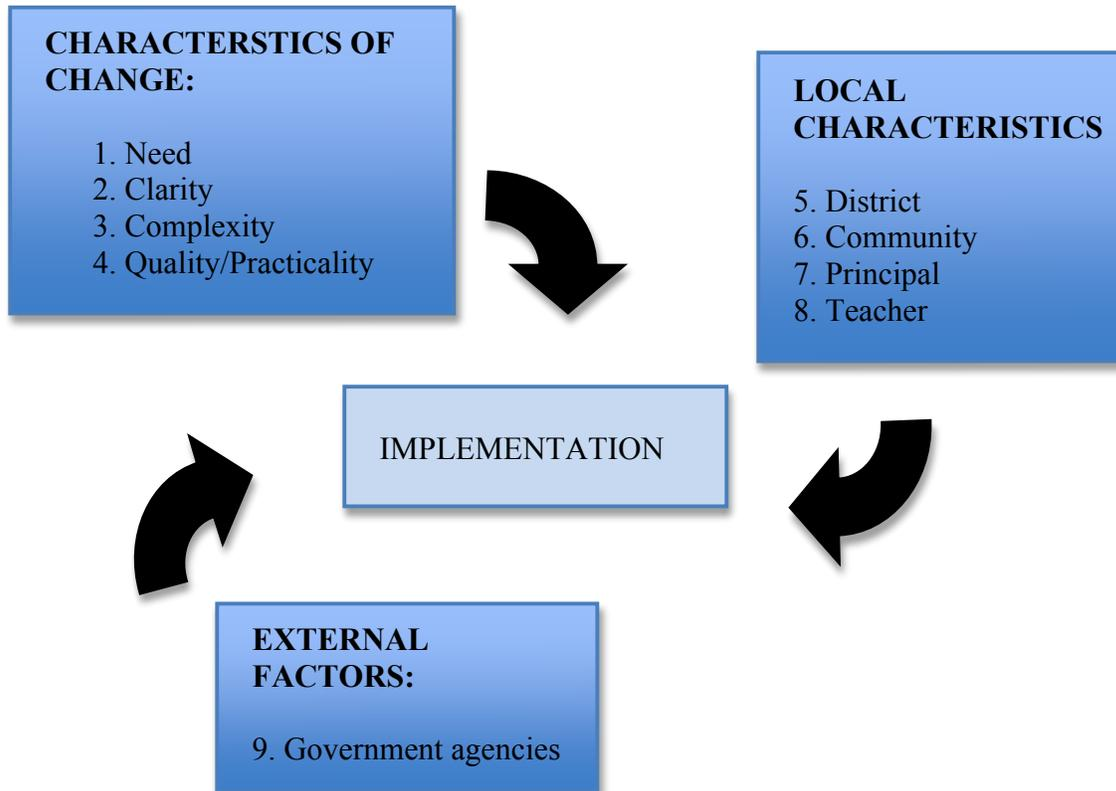 CHARACTERSTICS OF
CHANGE:
1. Need
2. Clarity
3. Complexity
4. Quality/Practicality
LOCAL
CHARACTERISTICS
5. District
6. Community
7. Principal
8. Teacher
IMPLEMENTATION
EXTERNAL
FACTORS:
9. Government agencies